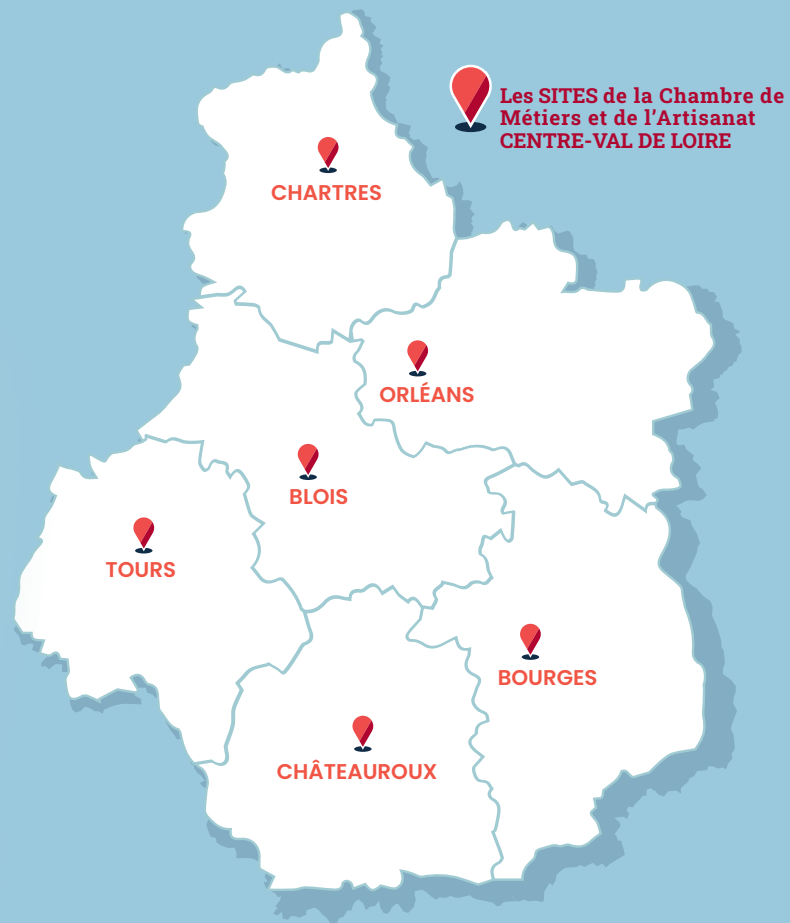 Les SITES de la Chambre de
Métiers et de l'Artisanat
CENTRE-VAL DE LOIRE
CHARTRES
ORLÉANS
BLOIS
TOURS
BOURGES
CHÂTEAUROUX